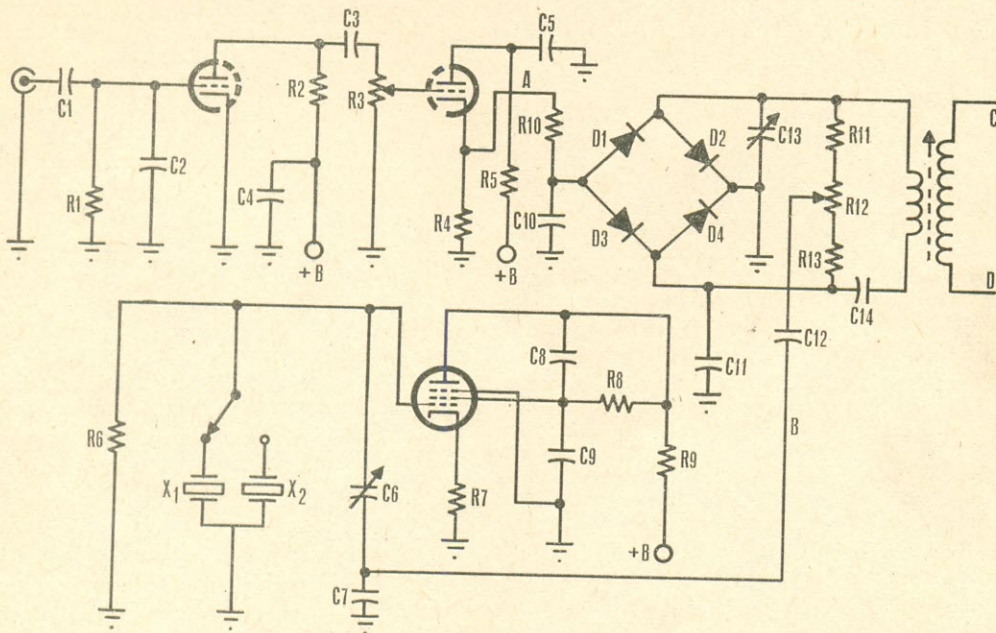 C3
C5
C
A
C1
R2
R3
R10
D1
D2
C13
R11
C2
R5
R12
R1
C4
R4
C10
D3
D4
R13
+B
+B
D
C14
C8
R8
C11
C12
R6
B
C9
R9
X1
X2
C6
R7
+B
C7